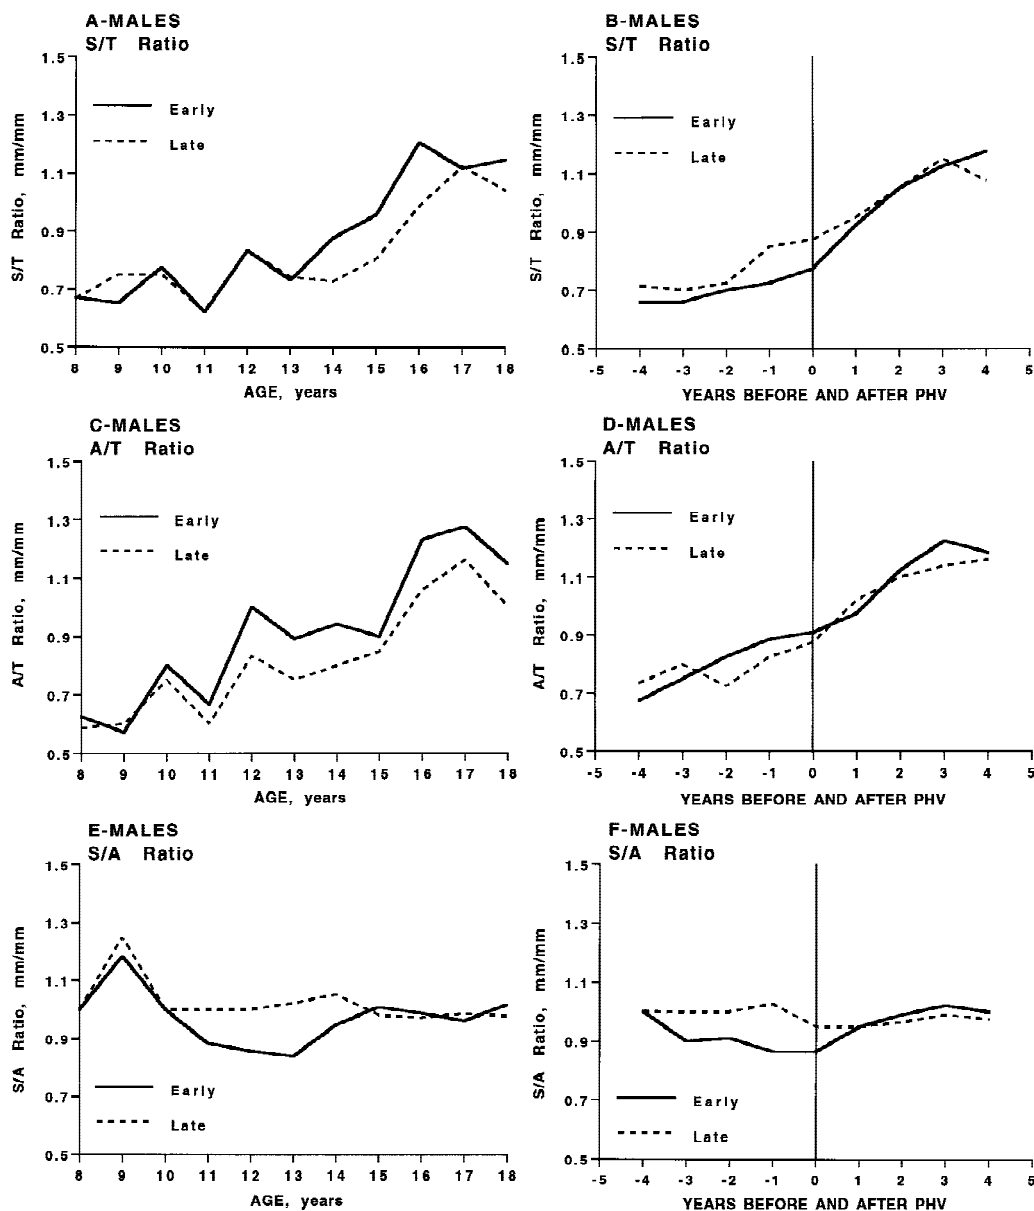 A-MALES
S/T Ratio
S/T Ratio, mm/mm
1.5
1.3
1.1
0.9
0.7
0.5
Early
Late
8 9 10 11 12 13 14 15 16 17 18
AGE, years
B-MALES
S/T Ratio
S/T Ratio, mm/mm
1.5
1.3
1.1
0.9
0.7
0.5
Early
Late
-5 -4 -3 -2 -1 0 1 2 3 4 5
YEARS BEFORE AND AFTER PHV
C-MALES
A/T Ratio
A/T Ratio, mm/mm
1.5
1.3
1.1
0.9
0.7
0.5
Early
Late
8 9 10 11 12 13 14 15 16 17 18
AGE, years
D-MALES
A/T Ratio
A/T Ratio, mm/mm
1.5
1.3
1.1
0.9
0.7
0.5
Early
Late
-5 -4 -3 -2 -1 0 1 2 3 4 5
YEARS BEFORE AND AFTER PHV
E-MALES
S/A Ratio
S/A Ratio, mm/mm
1.5
1.3
1.1
0.9
0.7
0.5
Early
Late
8 9 10 11 12 13 14 15 16 17 18
AGE, years
F-MALES
S/A Ratio
S/A Ratio, mm/mm
1.5
1.3
1.1
0.9
0.7
0.5
Early
Late
-5 -4 -3 -2 -1 0 1 2 3 4 5
YEARS BEFORE AND AFTER PHV